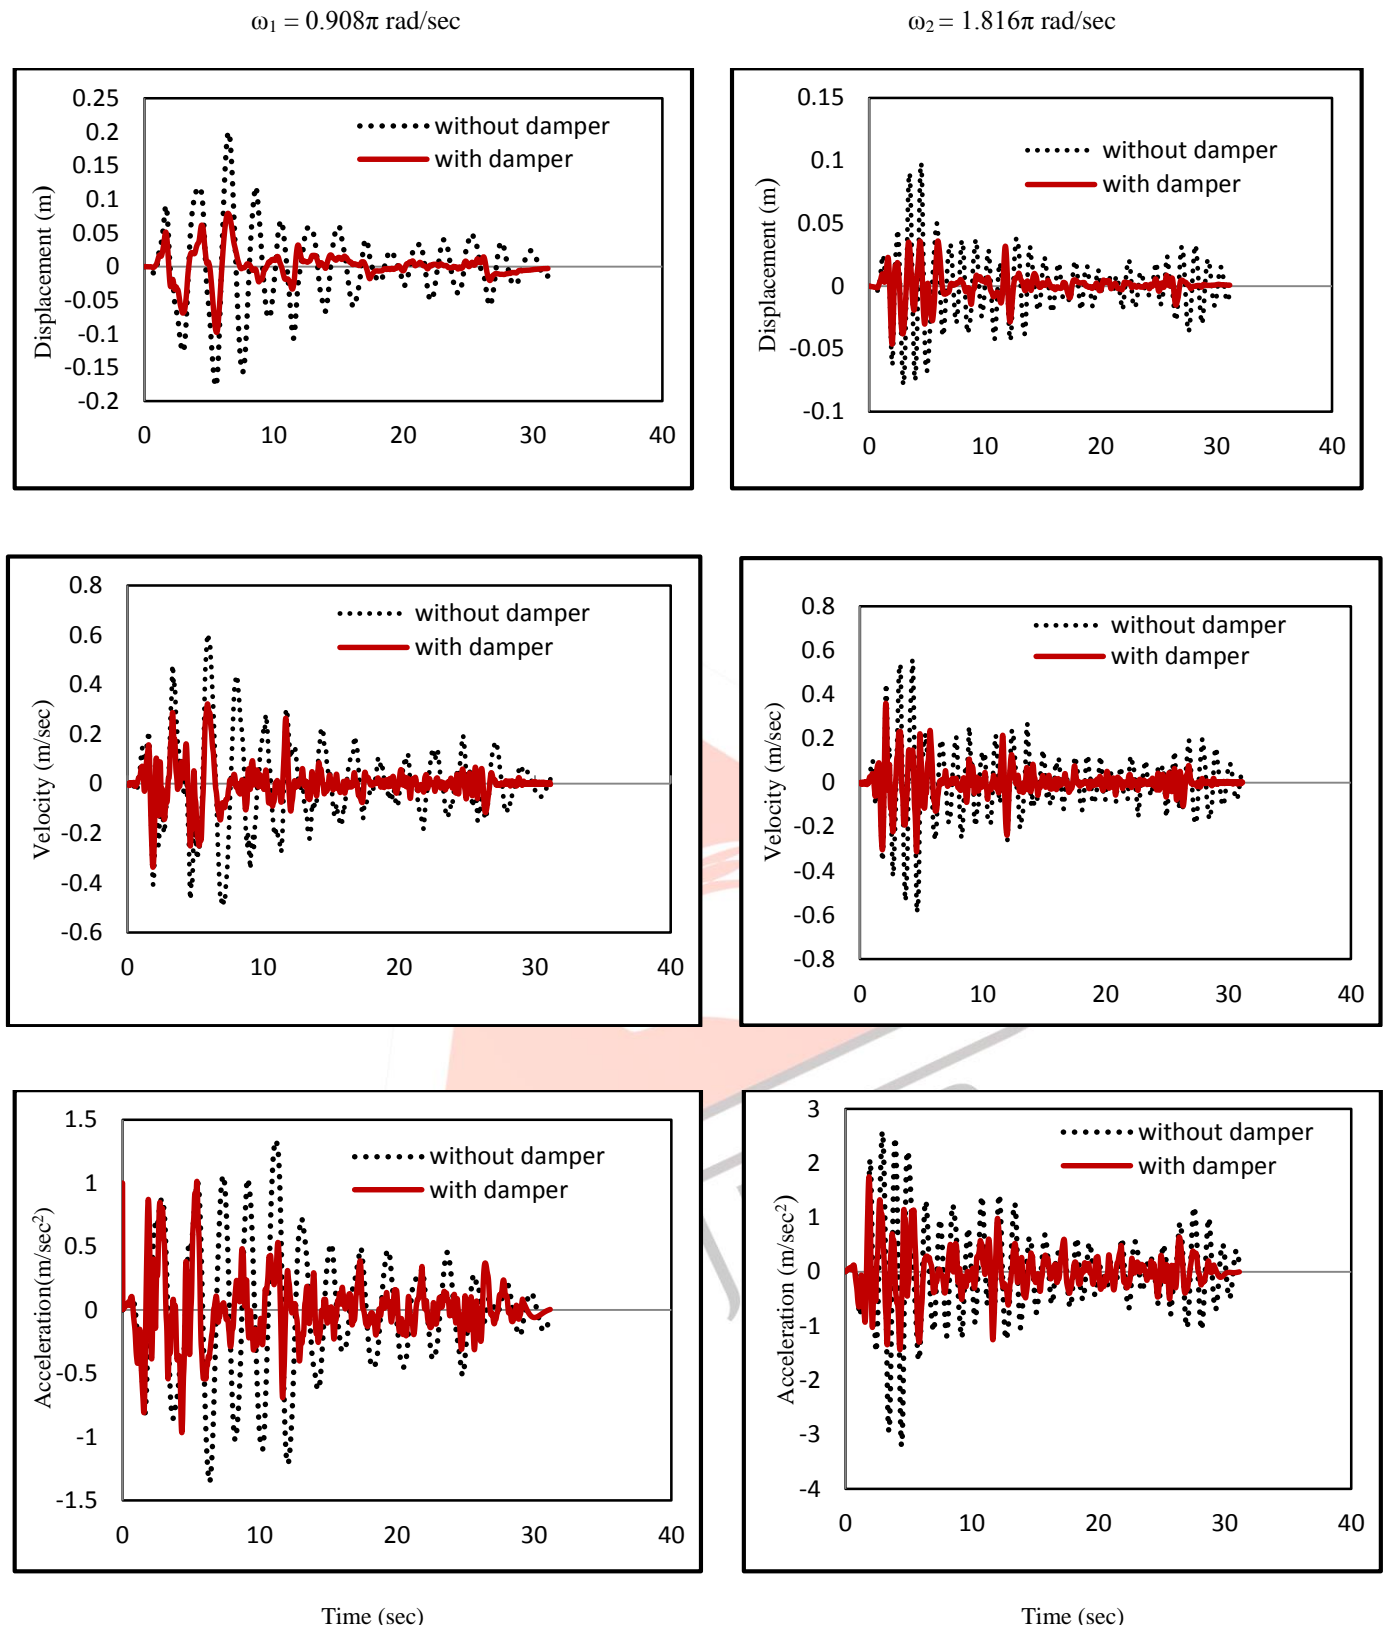 ω1 = 0.908π rad/sec
ω2 = 1.816π rad/sec
0.25
0.2
0.15
0.1
0.05
0
-0.05
-0.1
-0.15
-0.2
Displacement (m)
without damper
with damper
0 10 20 30 40
0.15
0.1
0.05
0
-0.05
-0.1
Displacement (m)
without damper
with damper
0 10 20 30 40
0.8
0.6
0.4
0.2
0
-0.2
-0.4
-0.6
Velocity (m/sec)
without damper
with damper
0 10 20 30 40
0.8
0.6
0.4
0.2
0
-0.2
-0.4
-0.6
-0.8
Velocity (m/sec)
without damper
with damper
0 10 20 30 40
1.5
1
0.5
0
-0.5
-1
-1.5
Acceleration(m/sec²)
without damper
with damper
0 10 20 30 40
3
2
1
0
-1
-2
-3
-4
Acceleration (m/sec²)
without damper
with damper
0 10 20 30 40
Time (sec)
Time (sec)